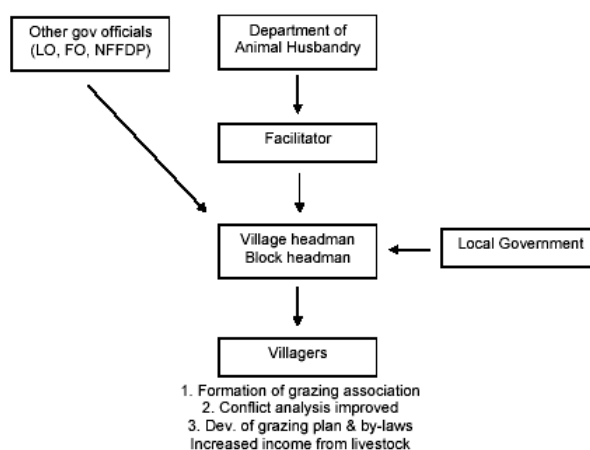 Other gov officials
(LO, FO, NFFDP)
Department of
Animal Husbandry
Facilitator
Village headman
Block headman
Local Government
Villagers
1. Formation of grazing association
2. Conflict analysis improved
3. Dev. of grazing plan & by-laws
Increased income from livestock